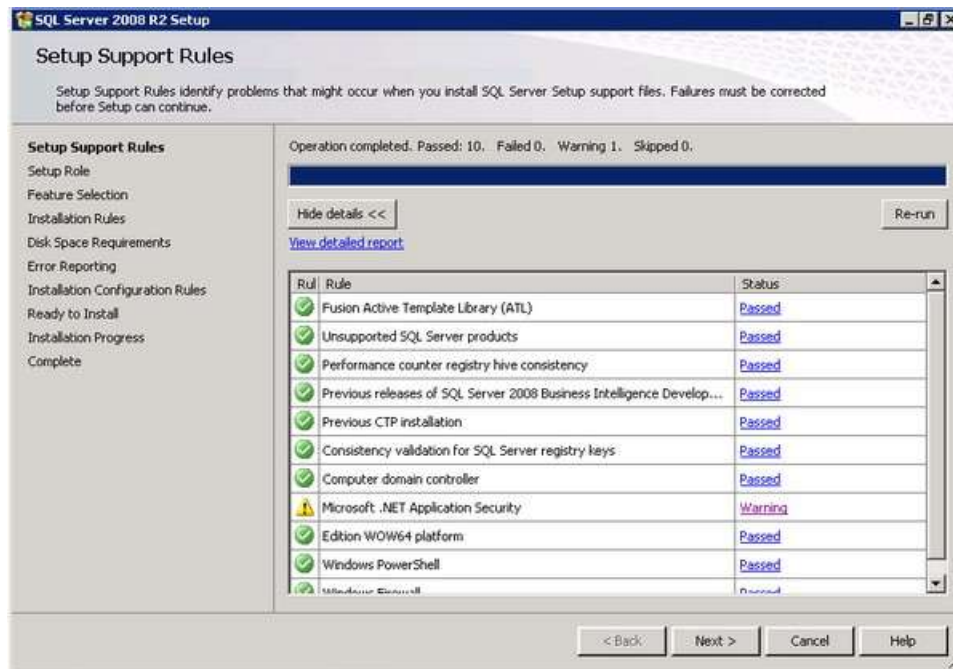 SQL Server 2008 R2 Setup
Setup Support Rules
Setup Support Rules identify problems that might occur when you install SQL Server Setup support files. Failures must be corrected
before Setup can continue.
Setup Support Rules
Setup Role
Feature Selection
Installation Rules
Disk Space Requirements
Error Reporting
Installation Configuration Rules
Ready to Install
Installation Progress
Complete
Operation completed. Passed: 10.   Failed 0.   Warning 1.   Skipped 0.
Hide details <<
Re-run
View detailed report
Rul Rule Status
Fusion Active Template Library (ATL) Passed
Unsupported SQL Server products Passed
Performance counter registry hive consistency Passed
Previous releases of SQL Server 2008 Business Intelligence Develop... Passed
Previous CTP installation Passed
Consistency validation for SQL Server registry keys Passed
Computer domain controller Passed
Microsoft .NET Application Security Warning
Edition WOW64 platform Passed
Windows PowerShell Passed
Windows Firewall Passed
< Back Next > Cancel Help